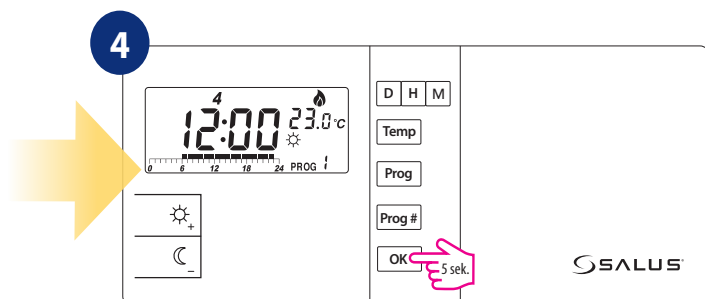 4
4
12:00 23.0°C
0 6 12 18 24 PROG 1
+
−
D H M
Temp
Prog
Prog #
OK 5 sek.
SALUS